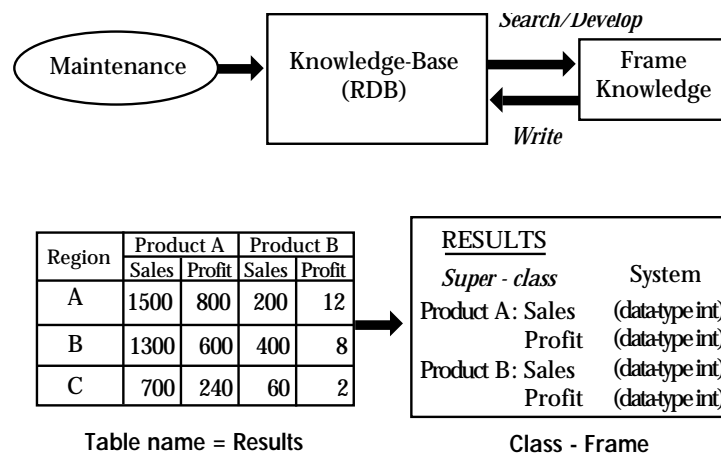 Search/Develop
Maintenance
Knowledge-Base
(RDB)
Frame
Knowledge
Write
Region
Product A
Product B
Sales
Profit
Sales
Profit
A
1500
800
200
12
B
1300
600
400
8
C
700
240
60
2
Table name = Results
RESULTS
Super - class
System
Product A: Sales
(data-type int)
Profit
(data-type int)
Product B: Sales
(data-type int)
Profit
(data-type int)
Class - Frame